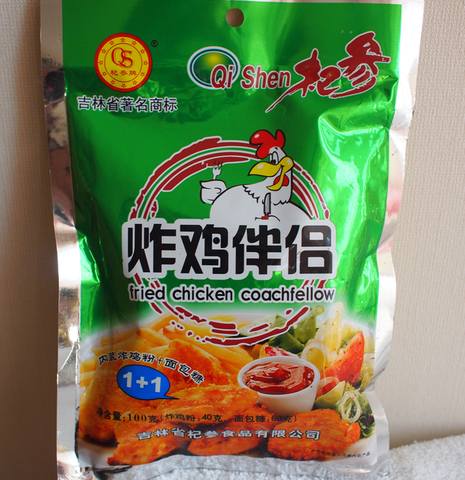 QS
杞参牌
Qi Shen 杞参
吉林省著名商标
炸鸡伴侣
fried chicken coachfellow
内装炸鸡粉+面包糠
1+1
净含量:100克(炸鸡粉:40克 面包糠:60克)
吉林省杞参食品有限公司